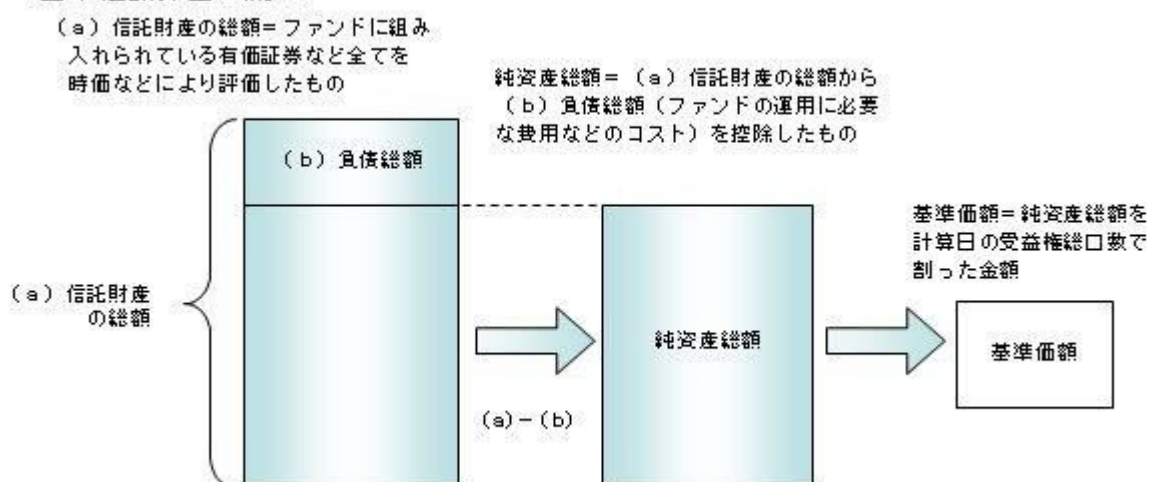 （a）信託財産の総額＝ファンドに組み
入れられている有価証券など全てを
時価などにより評価したもの
純資産総額＝（a）信託財産の総額から
（b）負債総額（ファンドの運用に必要
な費用などのコスト）を控除したもの
（b）負債総額
基準価額＝純資産総額を
計算日の受益権総口数で
割った金額
（a）信託財産
の総額
純資産総額
基準価額
(a)－(b)